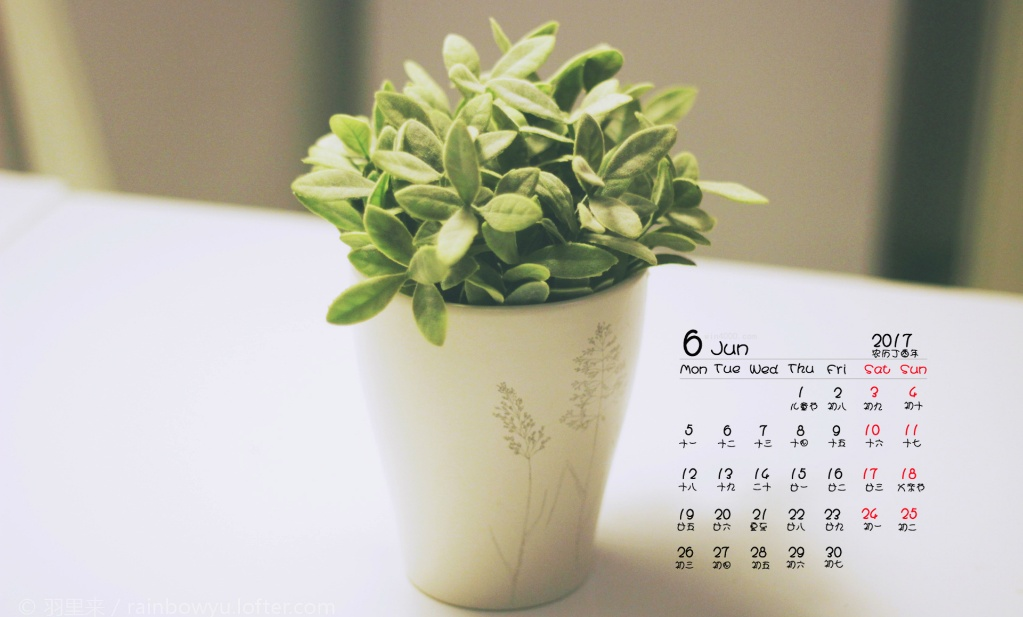 6 Jun 2017
农历丁酉年
Mon Tue Wed Thu Fri Sat Sun
1 2 3 4
儿童节 初八 初九 初十
5 6 7 8 9 10 11
十一 十二 十三 十四 十五 十六 十七
12 13 14 15 16 17 18
十八 十九 二十 廿一 廿二 廿三 父亲节
19 20 21 22 23 24 25
廿五 廿六 夏至 廿八 廿九 初一 初二
26 27 28 29 30
初三 初四 初五 初六 初七
© 羽里来 / rainbowyu.lofter.com